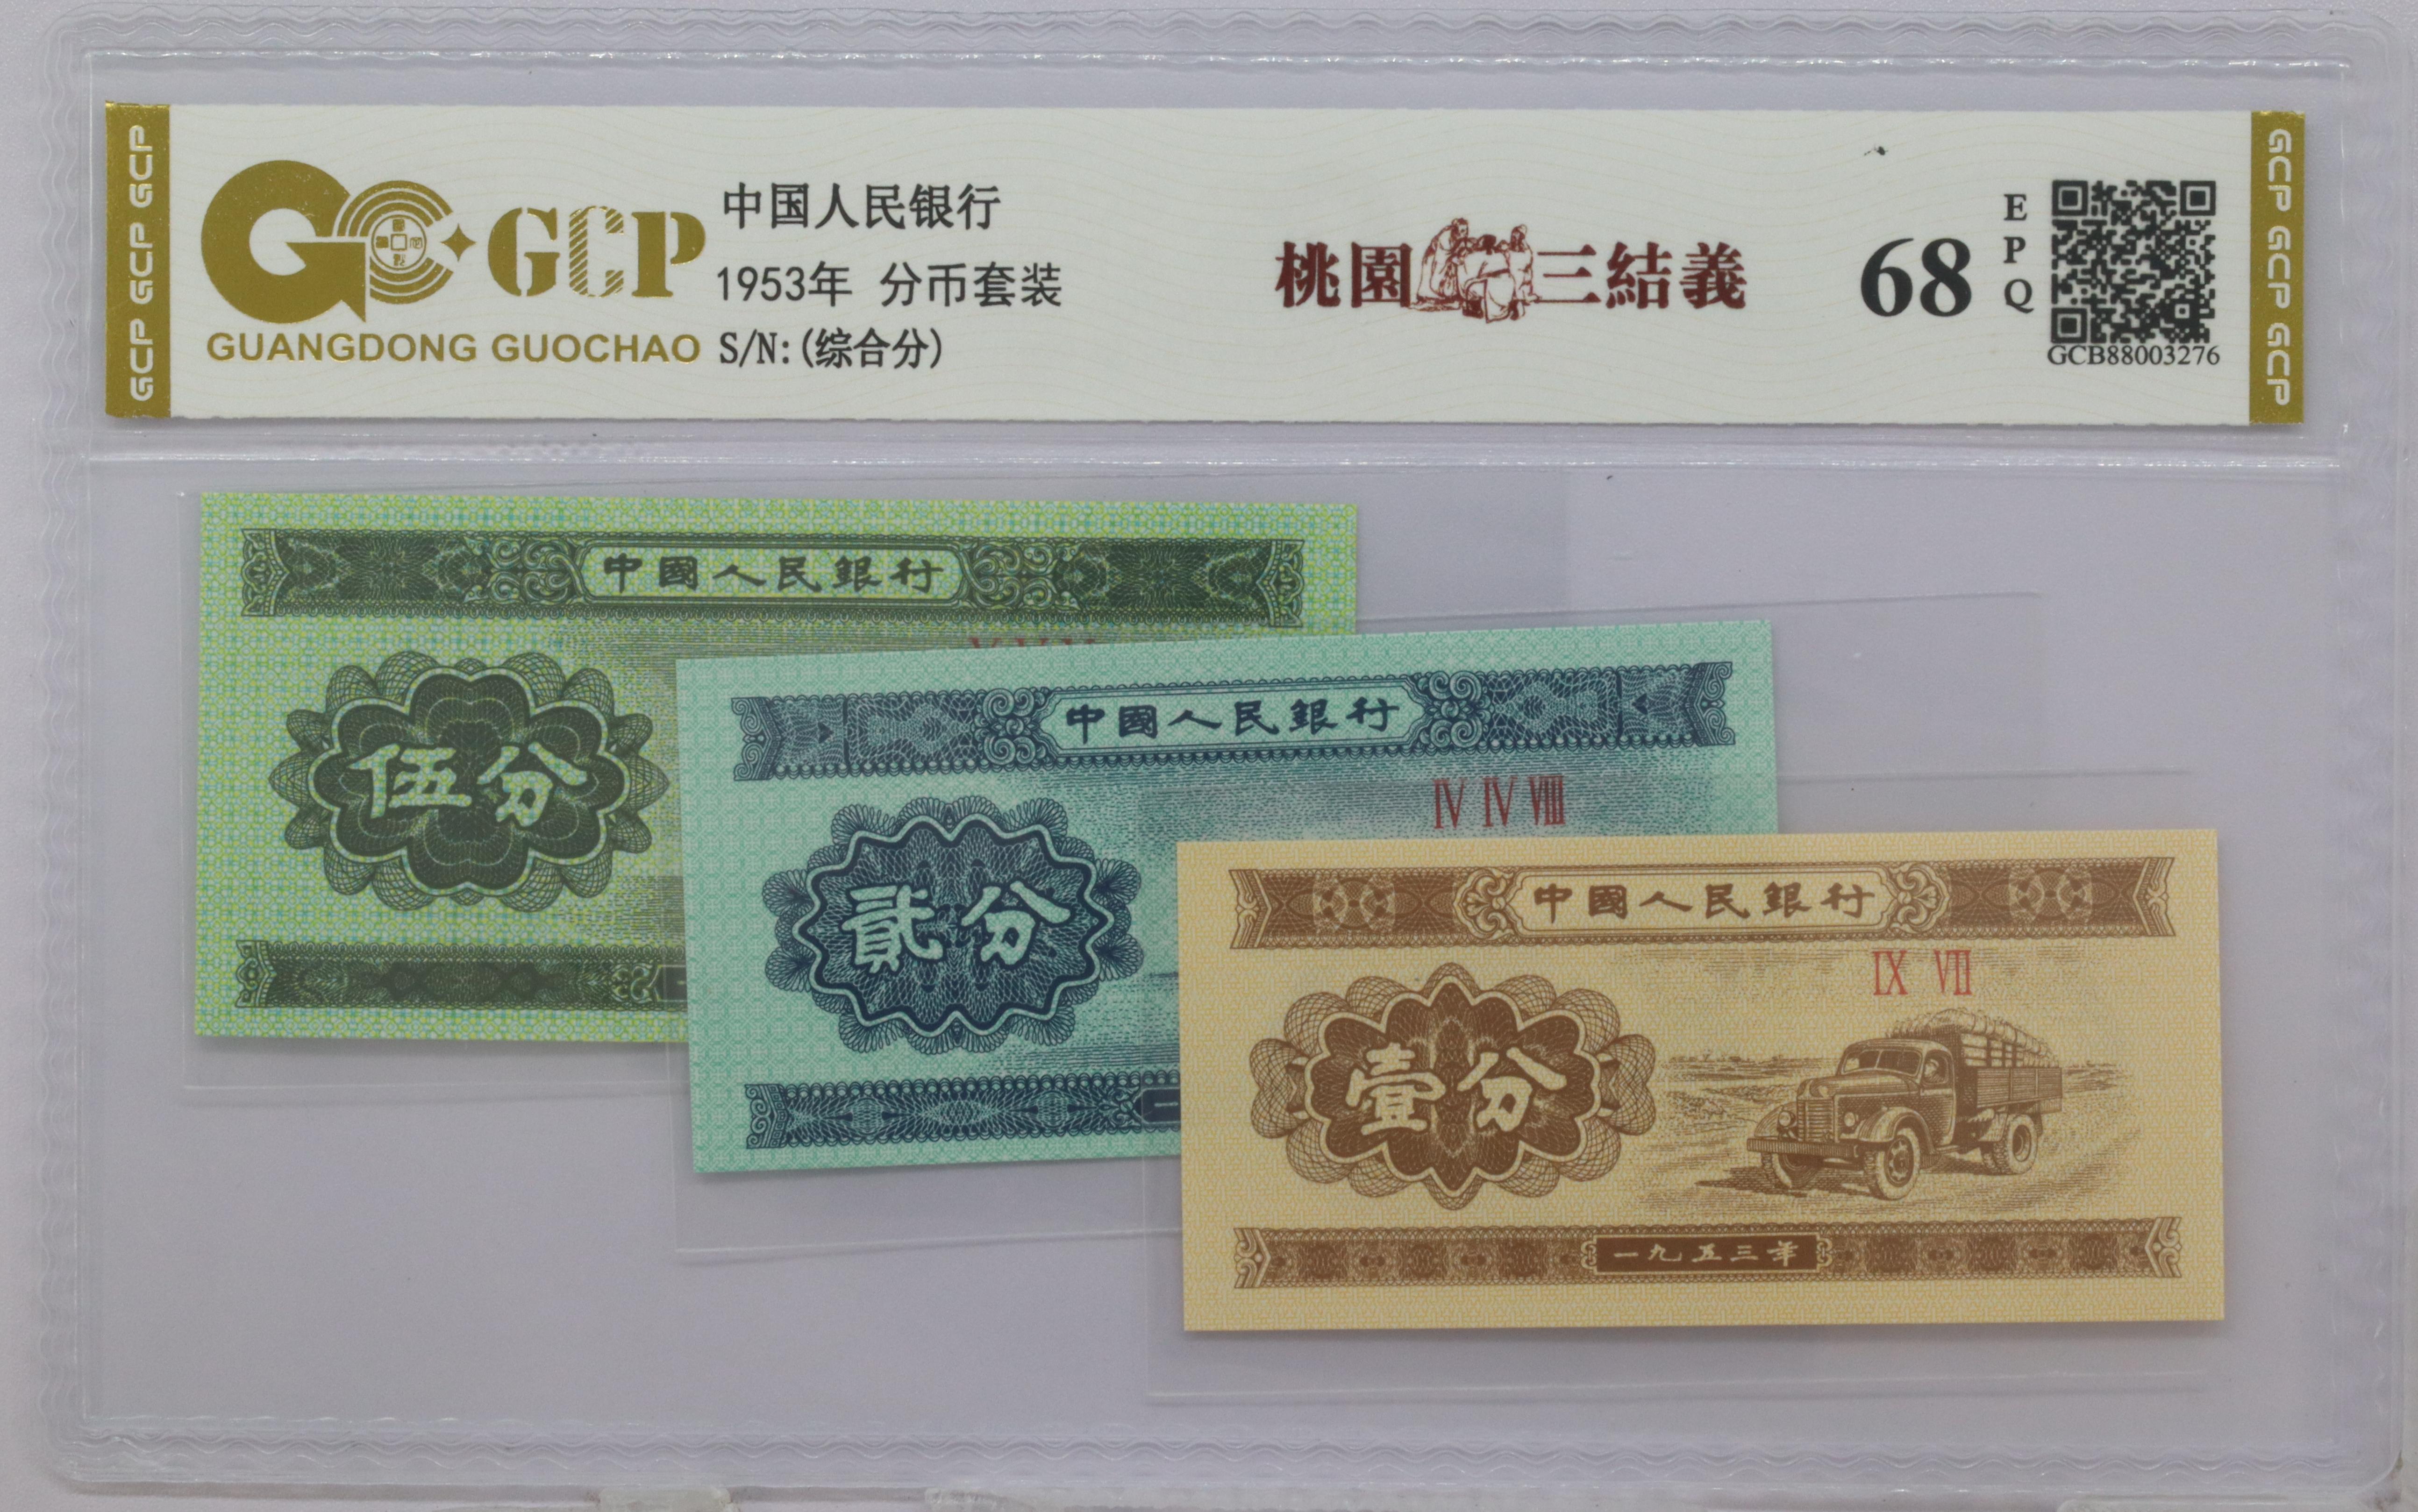 GCP GCP GCP
GCP
GUANGDONG GUOCHAO
中国人民银行
1953年 分币套装
S/N:(综合分)
桃園三結義
68
EPQ
GCB88003276
GCP GCP GCP
中國人民銀行
伍分
中國人民銀行
IV IV VIII
貳分
中國人民銀行
IX VII
壹分
一九五三年